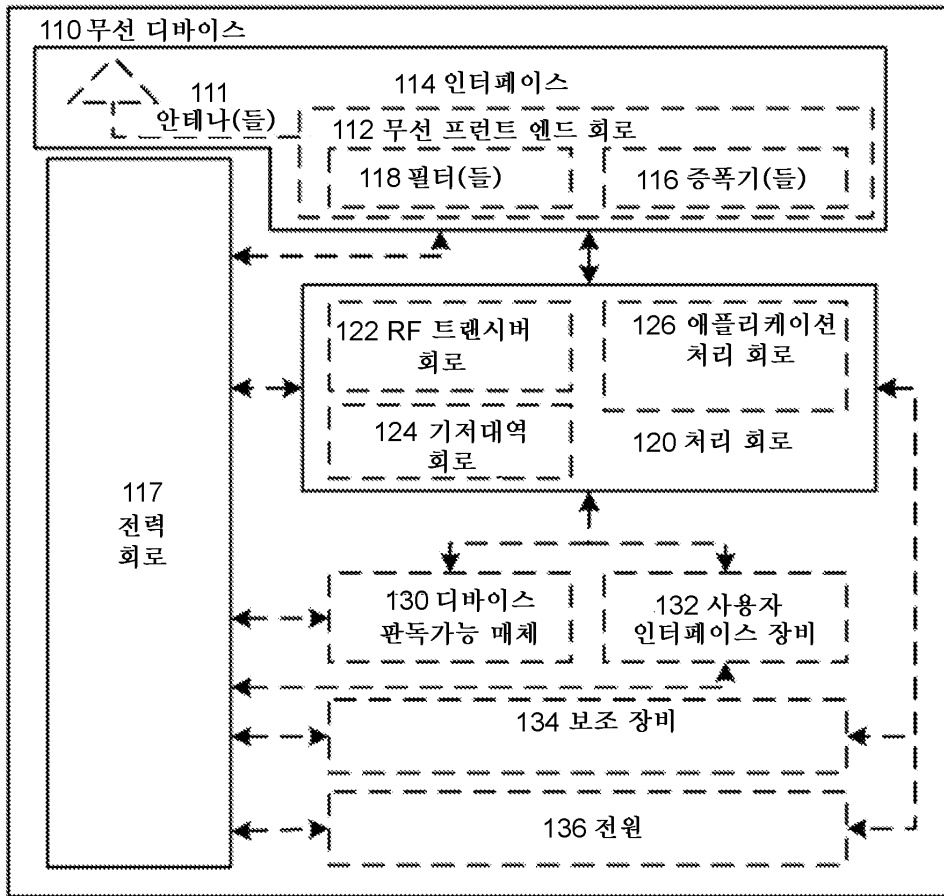 110 무선 디바이스
111
안테나(들)
114 인터페이스
112 무선 프런트 엔드 회로
118 필터(들)
116 증폭기(들)
122 RF 트랜시버
회로
126 애플리케이션
처리 회로
124 기저대역
회로
120 처리 회로
117
전력
회로
130 디바이스
판독가능 매체
132 사용자
인터페이스 장비
134 보조 장비
136 전원